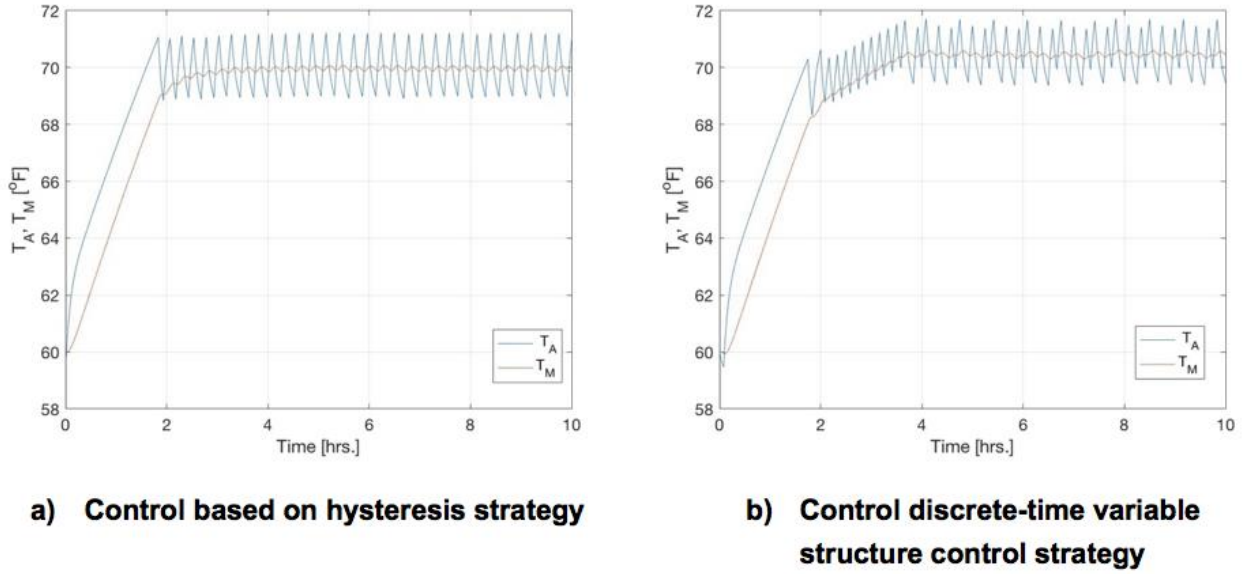 72
70
68
66
64
62
60
58
T_A, T_M [°F]
0 2 4 6 8 10
Time [hrs.]
T_A
T_M
a) Control based on hysteresis strategy
72
70
68
66
64
62
60
58
T_A, T_M [°F]
0 2 4 6 8 10
Time [hrs.]
T_A
T_M
b) Control discrete-time variable
structure control strategy